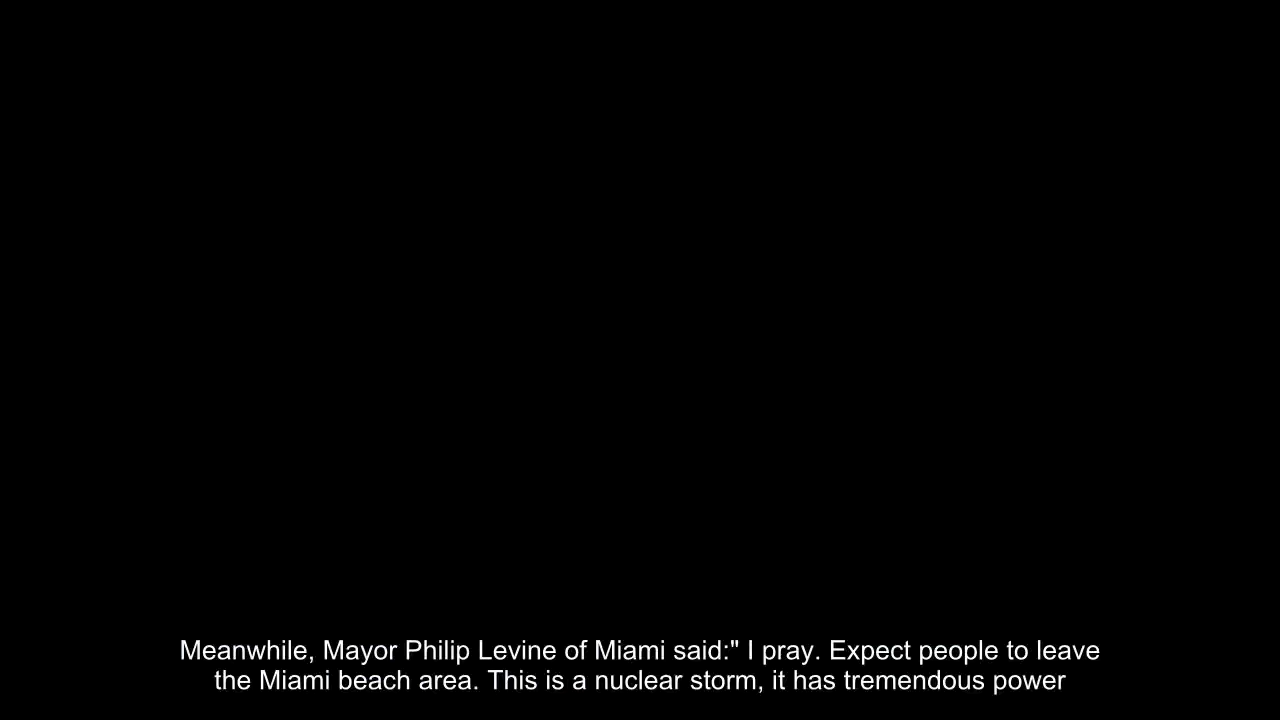 Meanwhile, Mayor Philip Levine of Miami said:" I pray. Expect people to leave
the Miami beach area. This is a nuclear storm, it has tremendous power